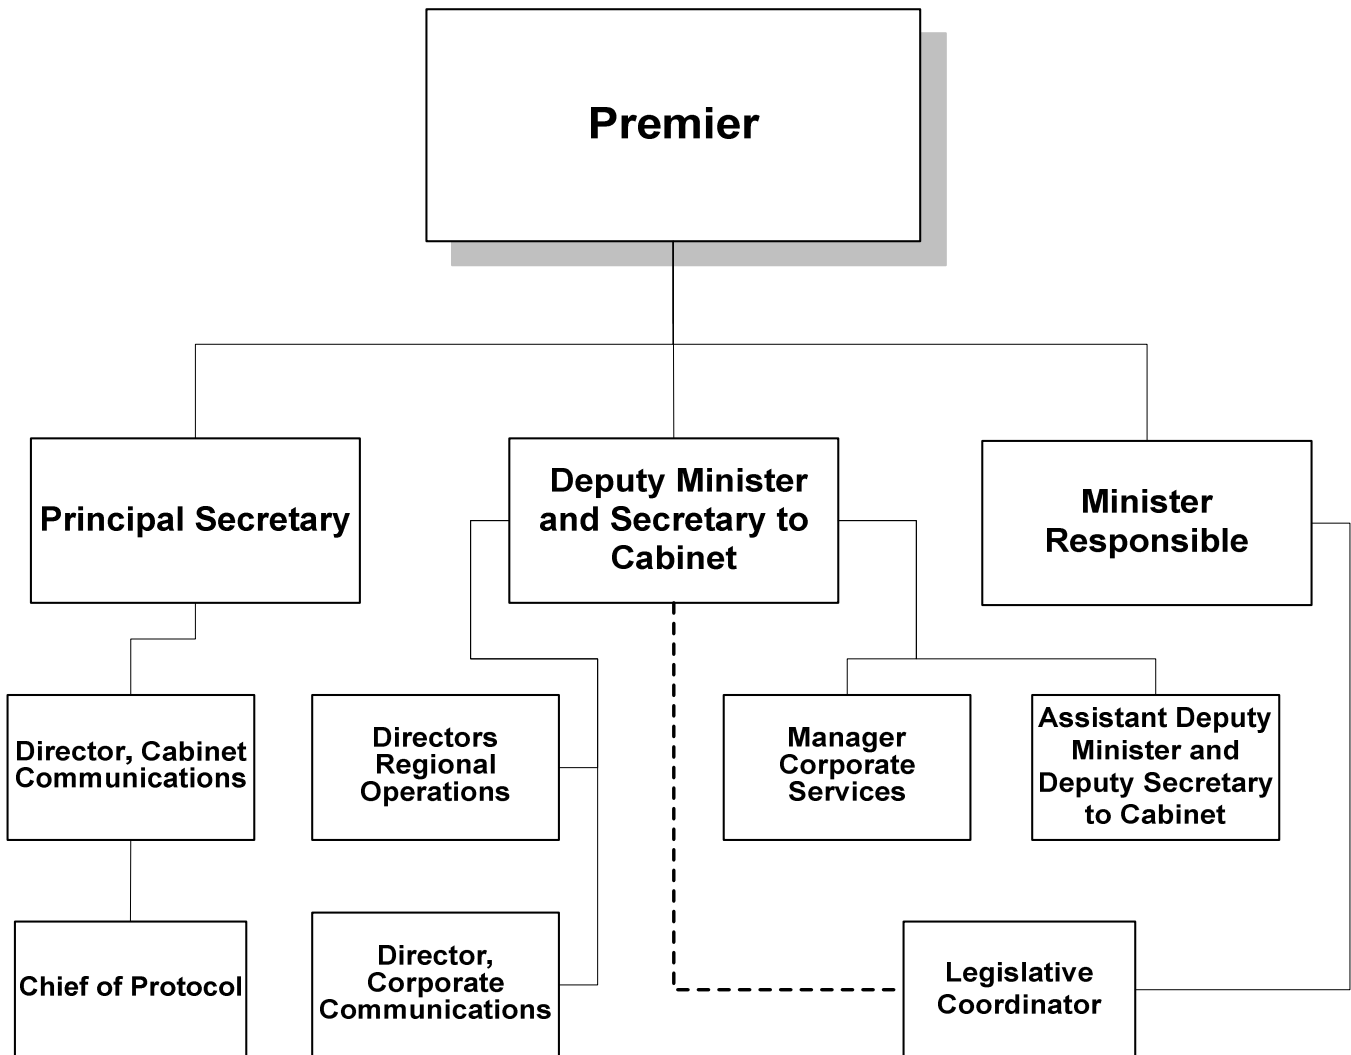 Premier
Principal Secretary
Deputy Minister
and Secretary to
Cabinet
Minister
Responsible
Director, Cabinet
Communications
Directors
Regional
Operations
Manager
Corporate
Services
Assistant Deputy
Minister and
Deputy Secretary
to Cabinet
Chief of Protocol
Director,
Corporate
Communications
Legislative
Coordinator